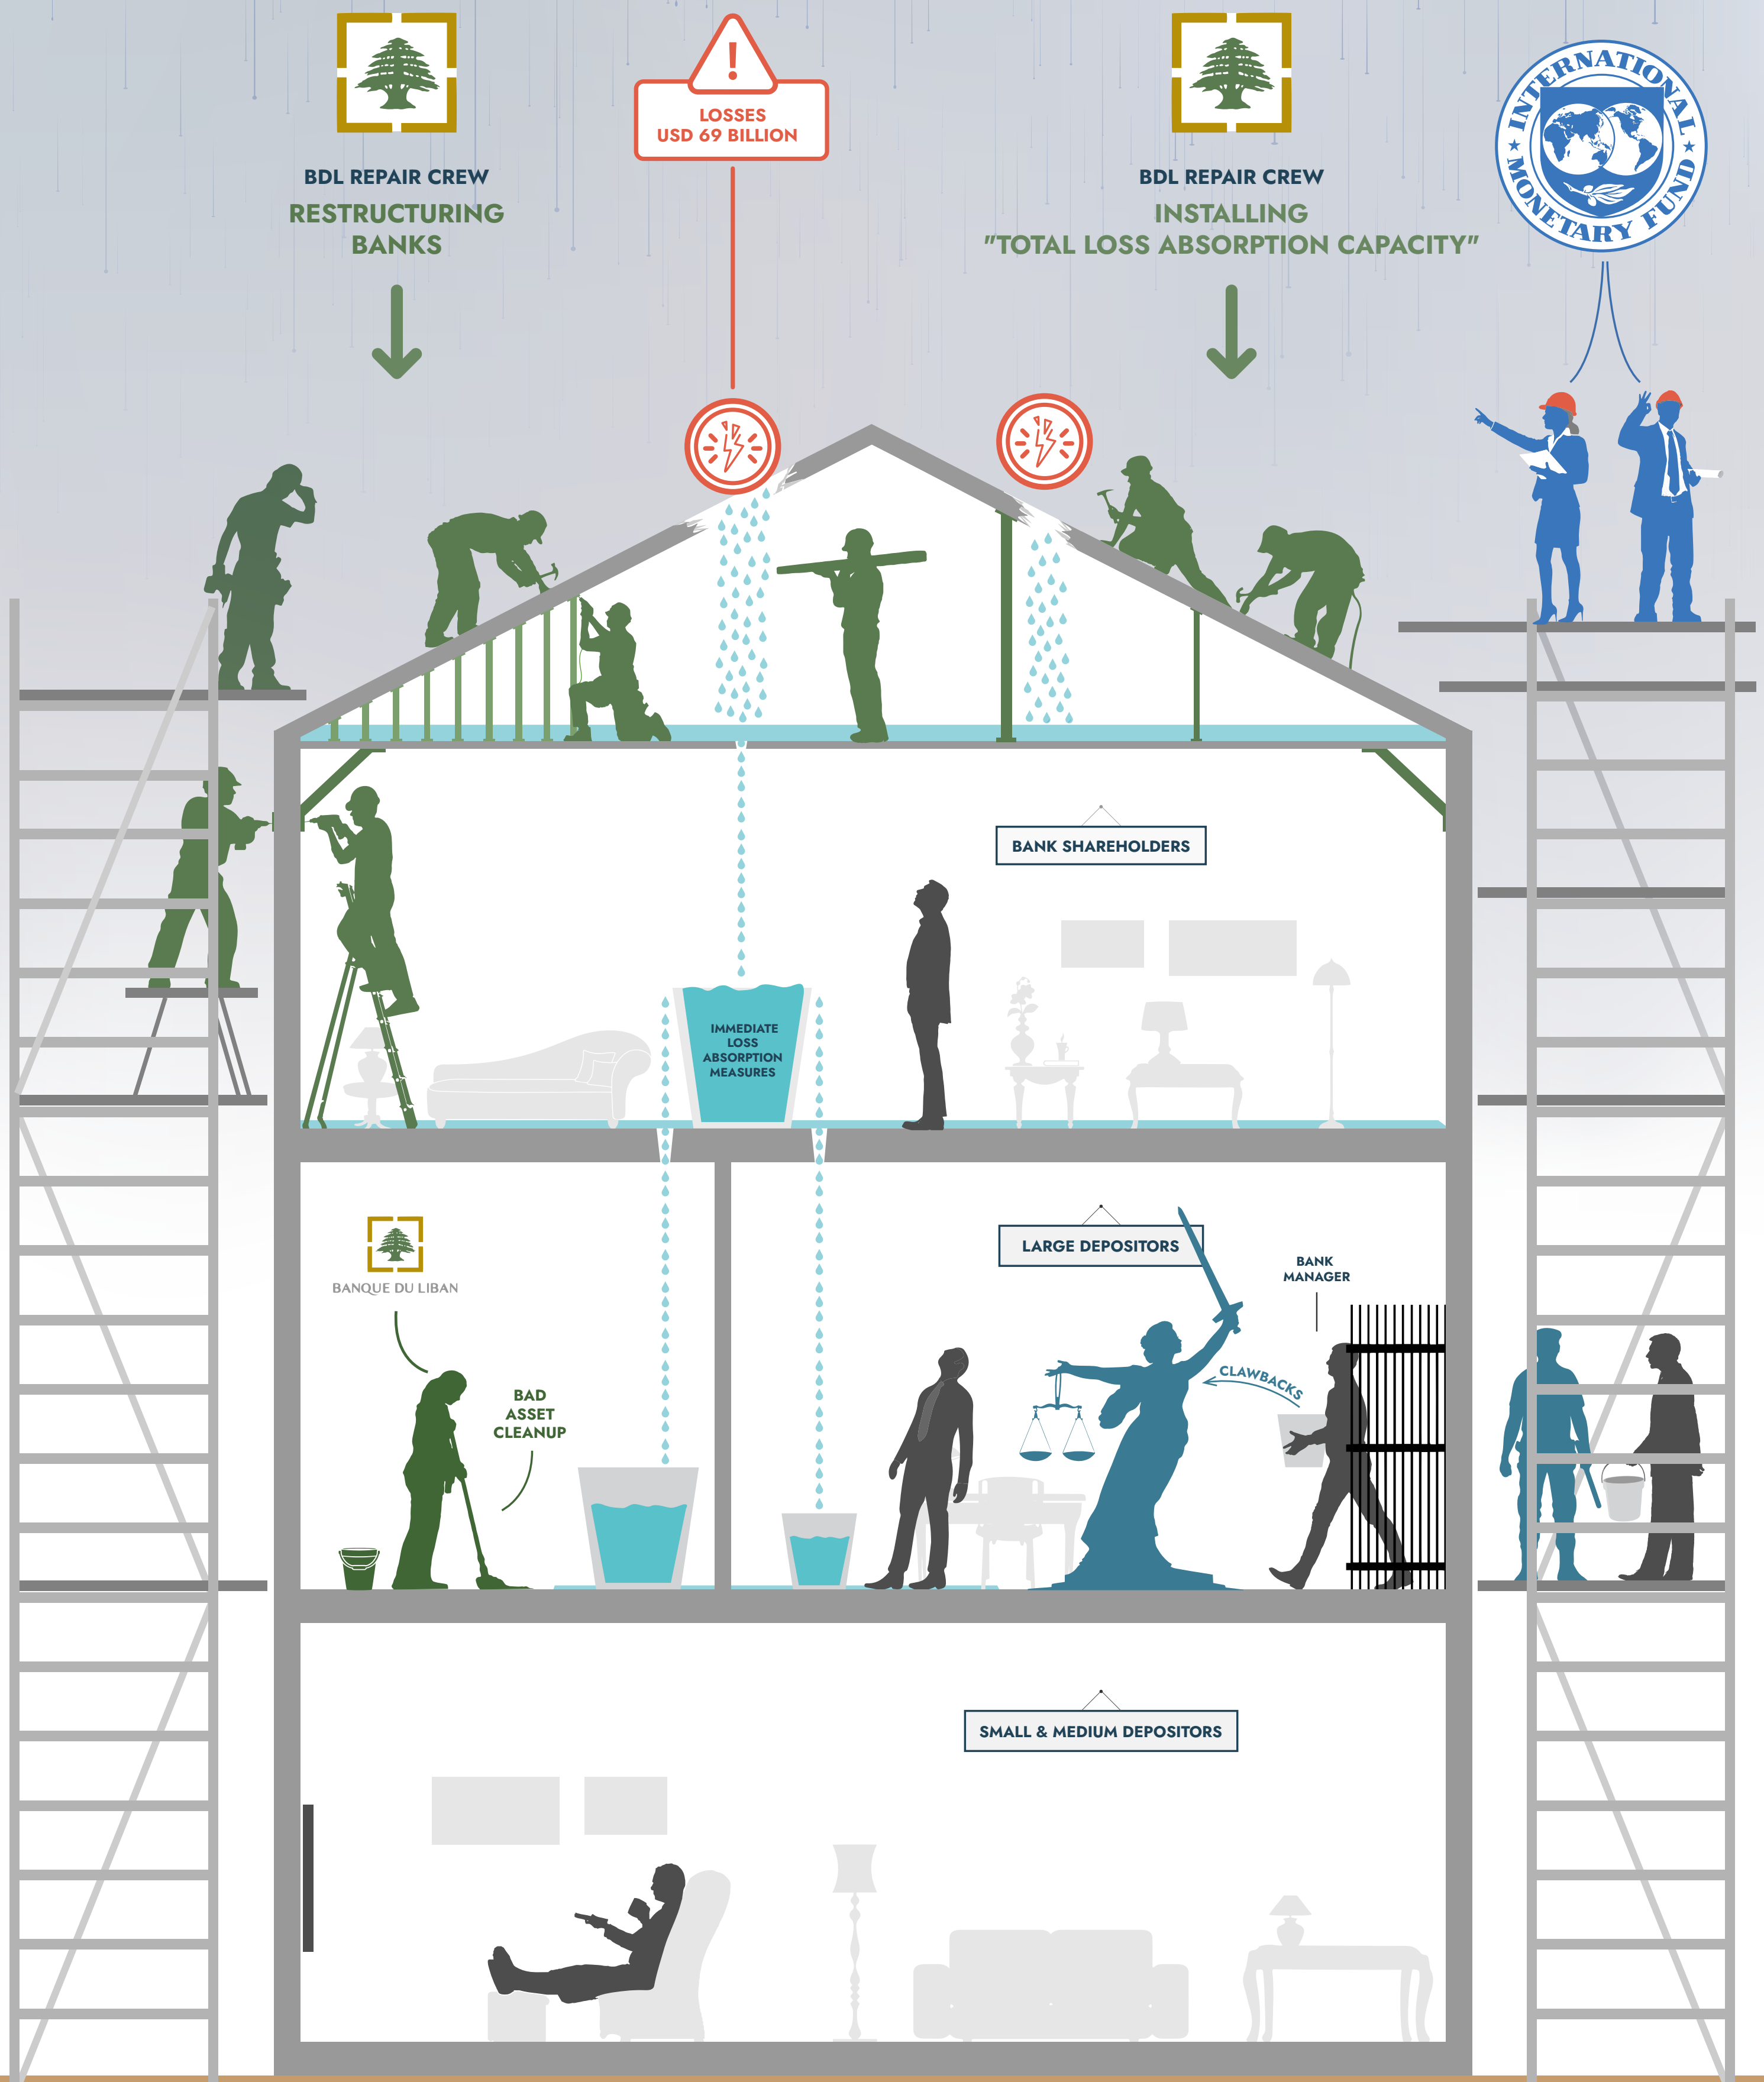 LOSSES
USD 69 BILLION
BDL REPAIR CREW
RESTRUCTURING
BANKS
BDL REPAIR CREW
INSTALLING
"TOTAL LOSS ABSORPTION CAPACITY"
★ INTERNATIONAL ★
MONETARY FUND
BANK SHAREHOLDERS
IMMEDIATE
LOSS
ABSORPTION
MEASURES
BANQUE DU LIBAN
BAD
ASSET
CLEANUP
LARGE DEPOSITORS
BANK
MANAGER
CLAWBACKS
SMALL & MEDIUM DEPOSITORS